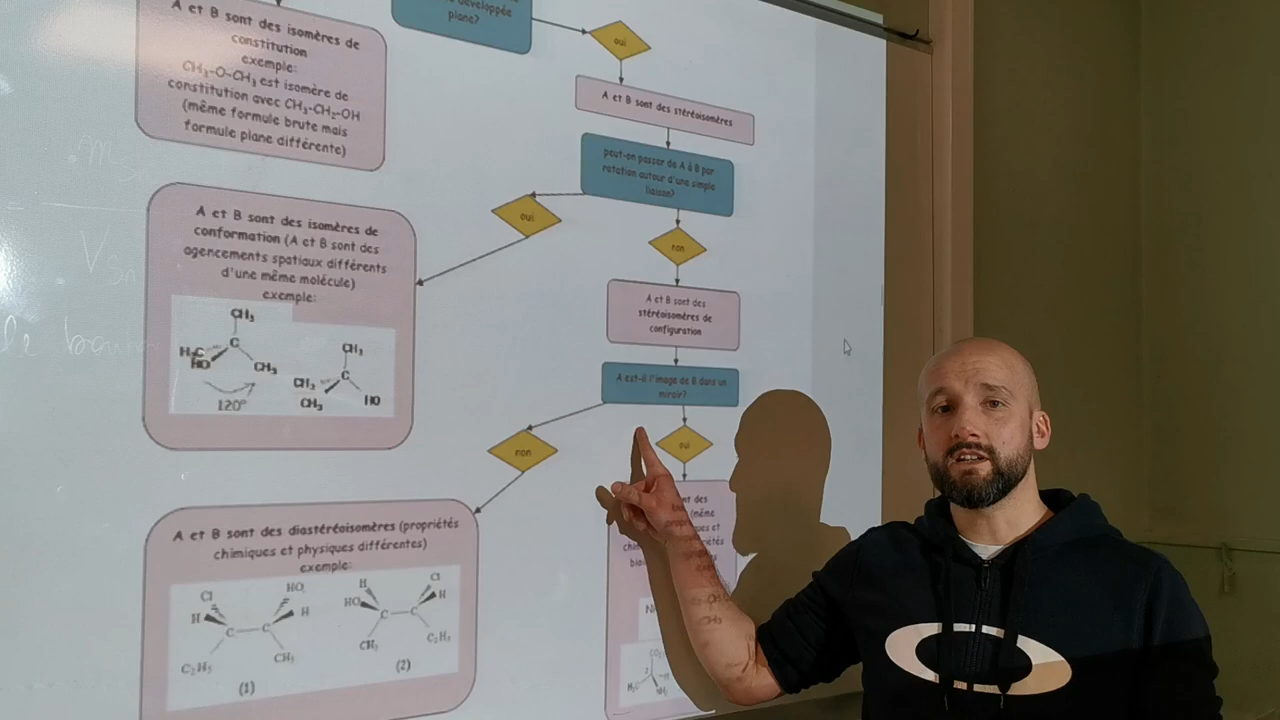 A et B sont des isomères de
constitution
exemple:
CH₃-O-CH₃ est isomère de
constitution avec CH₃-CH₂-OH
(même formule brute mais
formule plane différente)
développée
plane?
oui
A et B sont des stéréoisomères
peut-on passer de A à B par
rotation autour d'une simple
liaison?
oui
non
A et B sont des isomères de
conformation (A et B sont des
agencements spatiaux différents
d'une même molécule)
exemple:
CH₃
C
H₃C
HO
CH₃
120°
CH₃
C
CH₃
CH₃
HO
A et B sont des
stéréoisomères de
configuration
A est-il l'image de B dans un
miroir?
non
oui
A et B sont des diastéréoisomères (propriétés
chimiques et physiques différentes)
exemple:
Cl
HO
H
H
C
C
C₂H₅
CH₃
(1)
H
Cl
HO
H
C
C
CH₃
C₂H₅
(2)
des
(même
et